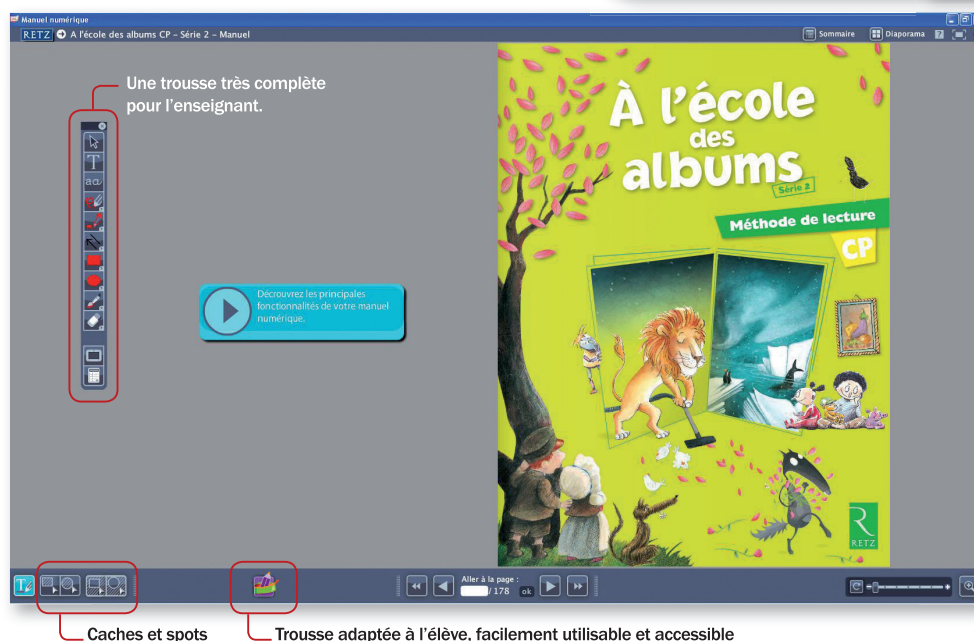 Manuel numérique
RETZ A l'école des albums CP – Série 2 – Manuel
Sommaire Diaporama ?
Une trousse très complète
pour l'enseignant.
T
aa
Découvrez les principales
fonctionnalités de votre manuel
numérique.
À l'école
des
albums
Série 2
Méthode de lecture
CP
R
RETZ
T
Aller à la page :
/ 178 ok
Caches et spots
Trousse adaptée à l'élève, facilement utilisable et accessible